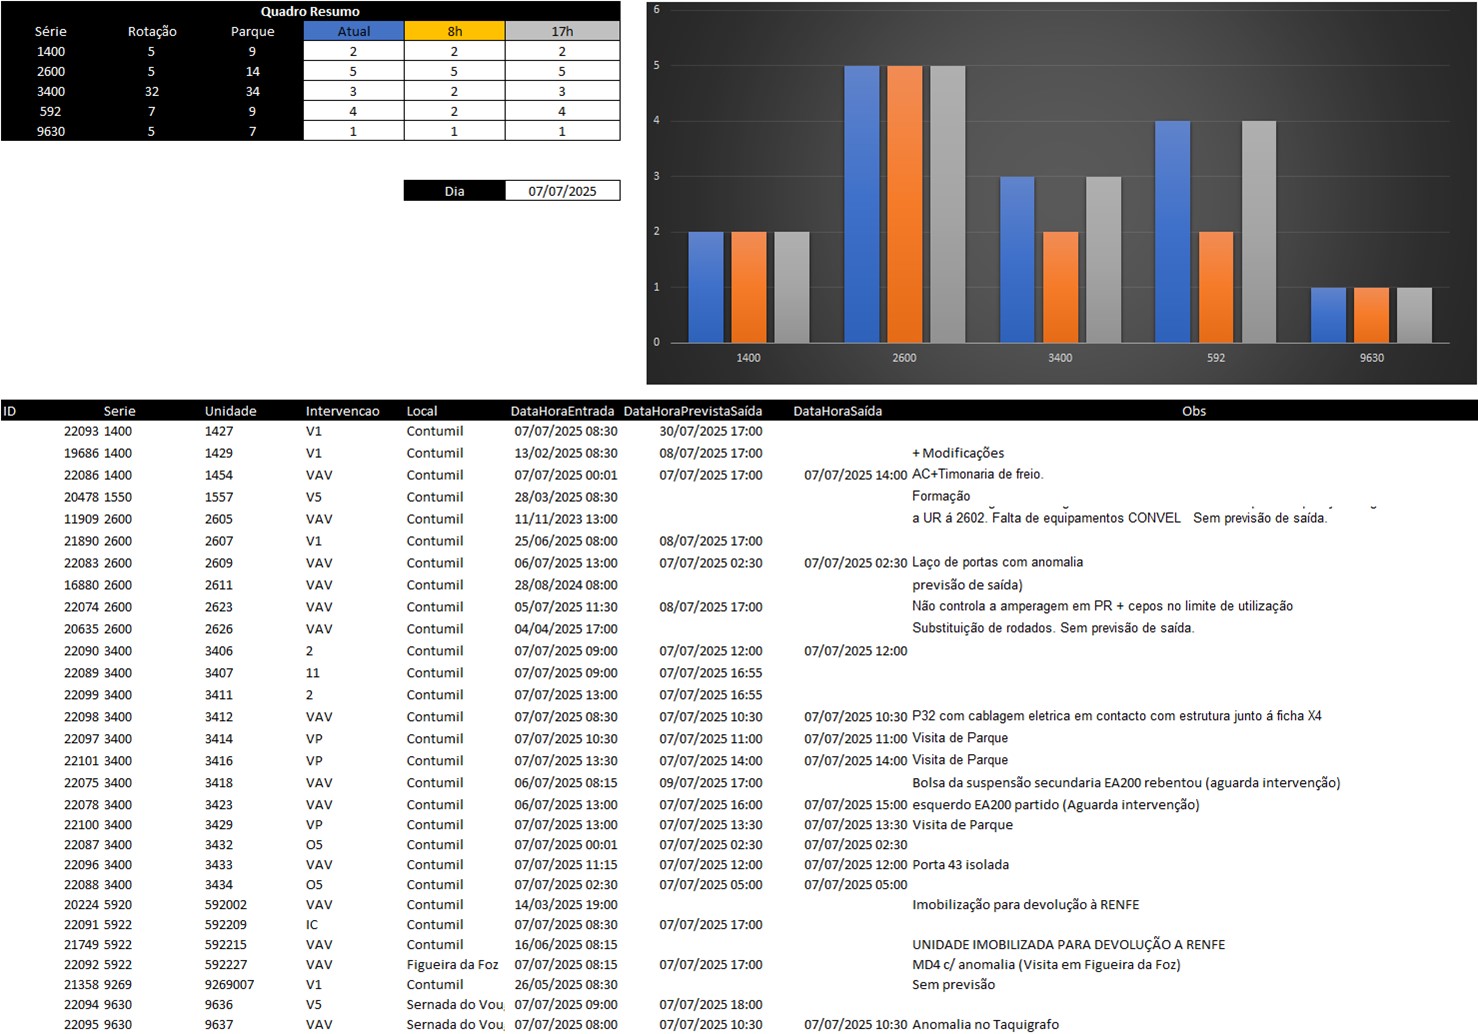 Quadro Resumo
Série Rotação Parque Atual 8h 17h
1400 5 9 2 2 2
2600 5 14 5 5 5
3400 32 34 3 2 3
592 7 9 4 2 4
9630 5 7 1 1 1
Dia 07/07/2025
6
5
4
3
2
1
0
1400 2600 3400 592 9630
ID Serie Unidade Intervencao Local DataHoraEntrada DataHoraPrevistaSaída DataHoraSaída Obs
22093 1400 1427 V1 Contumil 07/07/2025 08:30 30/07/2025 17:00
19686 1400 1429 V1 Contumil 13/02/2025 08:30 08/07/2025 17:00 + Modificações
22086 1400 1454 VAV Contumil 07/07/2025 00:01 07/07/2025 17:00 07/07/2025 14:00 AC+Timonaria de freio.
20478 1550 1557 V5 Contumil 28/03/2025 08:30 Formação
11909 2600 2605 VAV Contumil 11/11/2023 13:00 a UR á 2602. Falta de equipamentos CONVEL Sem previsão de saída.
21890 2600 2607 V1 Contumil 25/06/2025 08:00 08/07/2025 17:00
22083 2600 2609 VAV Contumil 06/07/2025 13:00 07/07/2025 02:30 07/07/2025 02:30 Laço de portas com anomalia
16880 2600 2611 VAV Contumil 28/08/2024 08:00 previsão de saída)
22074 2600 2623 VAV Contumil 05/07/2025 11:30 08/07/2025 17:00 Não controla a amperagem em PR + cepos no limite de utilização
20635 2600 2626 VAV Contumil 04/04/2025 17:00 Substituição de rodados. Sem previsão de saída.
22090 3400 3406 2 Contumil 07/07/2025 09:00 07/07/2025 12:00 07/07/2025 12:00
22089 3400 3407 11 Contumil 07/07/2025 09:00 07/07/2025 16:55
22099 3400 3411 2 Contumil 07/07/2025 13:00 07/07/2025 16:55
22098 3400 3412 VAV Contumil 07/07/2025 08:30 07/07/2025 10:30 07/07/2025 10:30 P32 com cablagem eletrica em contacto com estrutura junto á ficha X4
22097 3400 3414 VP Contumil 07/07/2025 10:30 07/07/2025 11:00 07/07/2025 11:00 Visita de Parque
22101 3400 3416 VP Contumil 07/07/2025 13:30 07/07/2025 14:00 07/07/2025 14:00 Visita de Parque
22075 3400 3418 VAV Contumil 06/07/2025 08:15 09/07/2025 17:00 Bolsa da suspensão secundaria EA200 rebentou (aguarda intervenção)
22078 3400 3423 VAV Contumil 06/07/2025 13:00 07/07/2025 16:00 07/07/2025 15:00 esquerdo EA200 partido (Aguarda intervenção)
22100 3400 3429 VP Contumil 07/07/2025 13:00 07/07/2025 13:30 07/07/2025 13:30 Visita de Parque
22087 3400 3432 O5 Contumil 07/07/2025 00:01 07/07/2025 02:30 07/07/2025 02:30
22096 3400 3433 VAV Contumil 07/07/2025 11:15 07/07/2025 12:00 07/07/2025 12:00 Porta 43 isolada
22088 3400 3434 O5 Contumil 07/07/2025 02:30 07/07/2025 05:00 07/07/2025 05:00
20224 5920 592002 VAV Contumil 14/03/2025 19:00 Imobilização para devolução à RENFE
22091 5922 592209 IC Contumil 07/07/2025 08:30 07/07/2025 17:00
21749 5922 592215 VAV Contumil 16/06/2025 08:15 UNIDADE IMOBILIZADA PARA DEVOLUÇÃO A RENFE
22092 5922 592227 VAV Figueira da Foz 07/07/2025 08:15 07/07/2025 17:00 MD4 c/ anomalia (Visita em Figueira da Foz)
21358 9269 9269007 V1 Contumil 26/05/2025 08:30 Sem previsão
22094 9630 9636 V5 Sernada do Vou 07/07/2025 09:00 07/07/2025 18:00
22095 9630 9637 VAV Sernada do Vou 07/07/2025 08:00 07/07/2025 10:30 07/07/2025 10:30 Anomalia no Taquigrafo